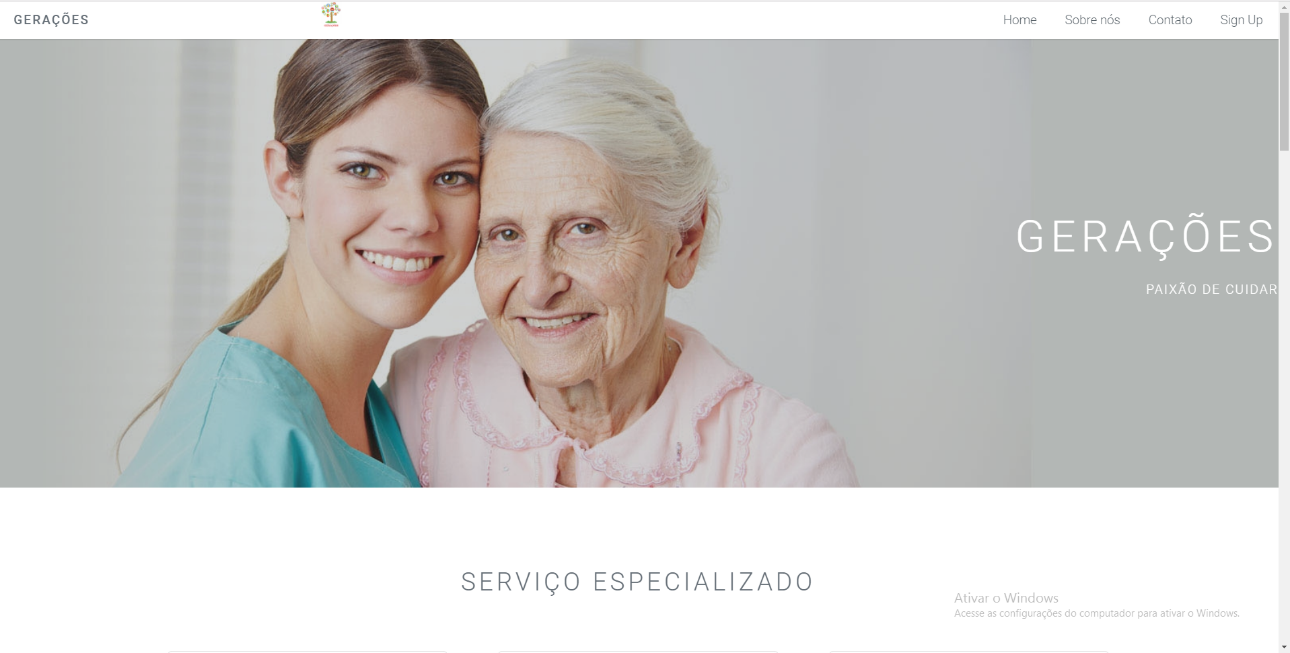 GERAÇÕES
Home
Sobre nós
Contato
Sign Up
GERAÇÕES
PAIXÃO DE CUIDAR
SERVIÇO ESPECIALIZADO
Ativar o Windows
Acesse as configurações do computador para ativar o Windows.